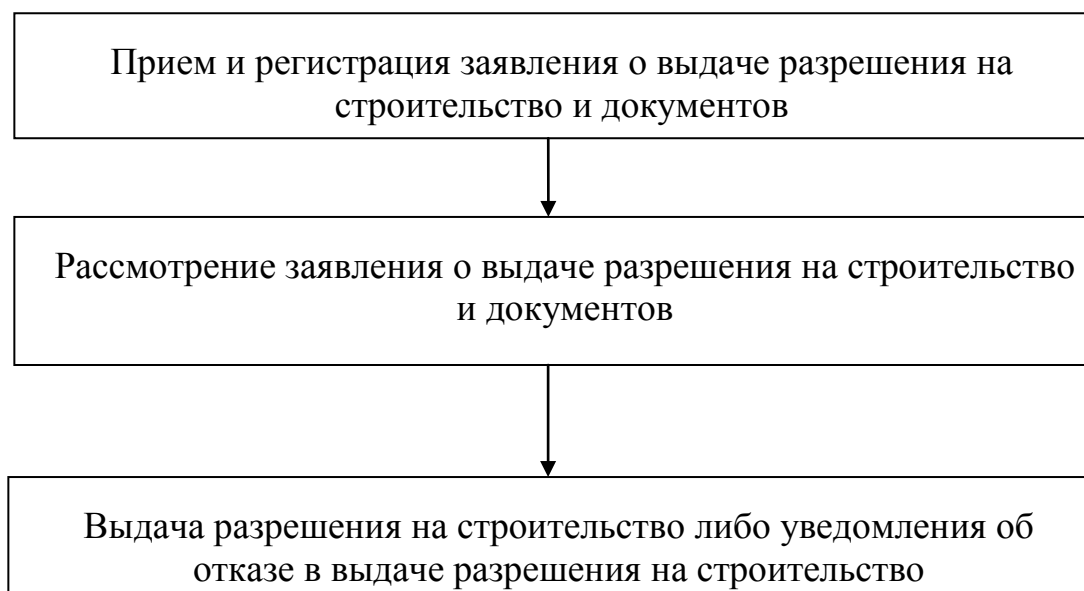 Прием и регистрация заявления о выдаче разрешения на
строительство и документов
Рассмотрение заявления о выдаче разрешения на строительство
и документов
Выдача разрешения на строительство либо уведомления об
отказе в выдаче разрешения на строительство